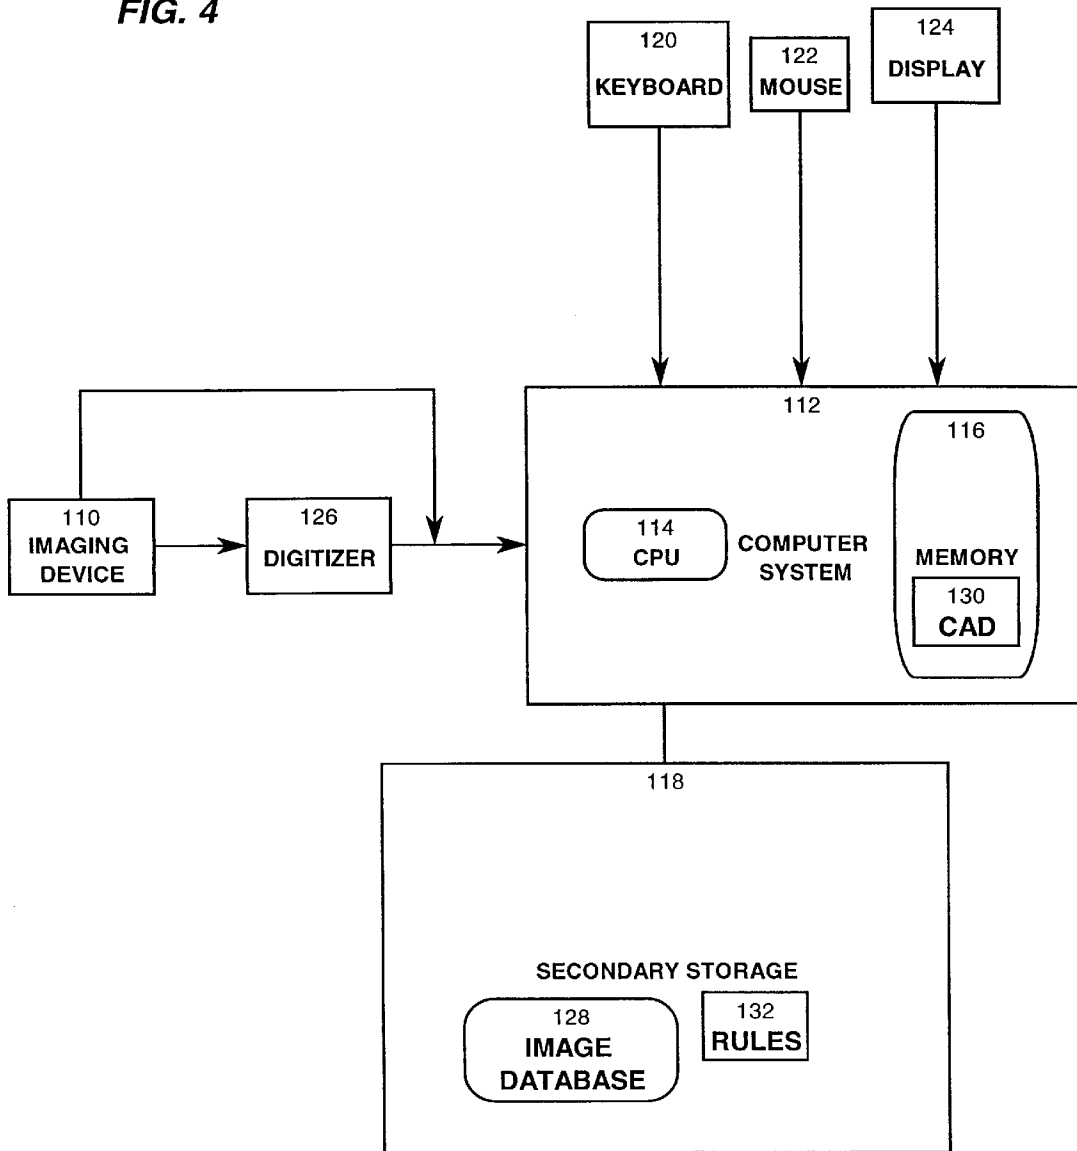 FIG. 4
120
KEYBOARD
122
MOUSE
124
DISPLAY
110
IMAGING
DEVICE
126
DIGITIZER
112
114
CPU
COMPUTER
SYSTEM
116
MEMORY
130
CAD
118
SECONDARY STORAGE
128
IMAGE
DATABASE
132
RULES